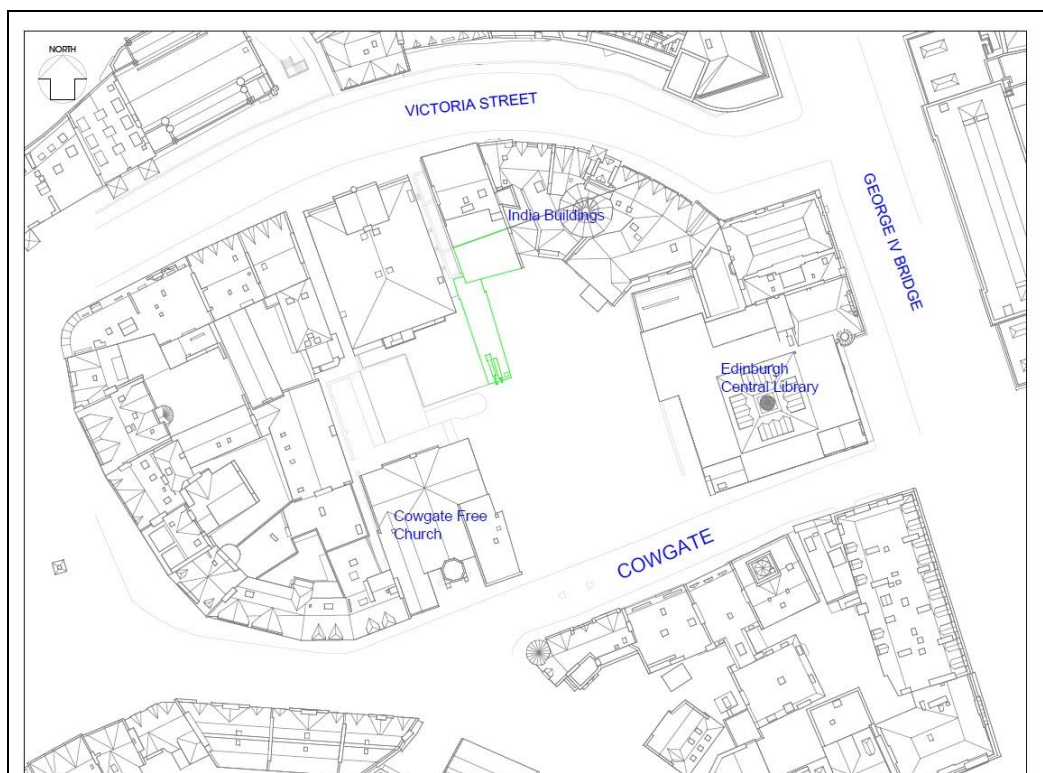 NORTH
VICTORIA STREET
GEORGE IV BRIDGE
India Buildings
Edinburgh
Central Library
Cowgate Free
Church
COWGATE